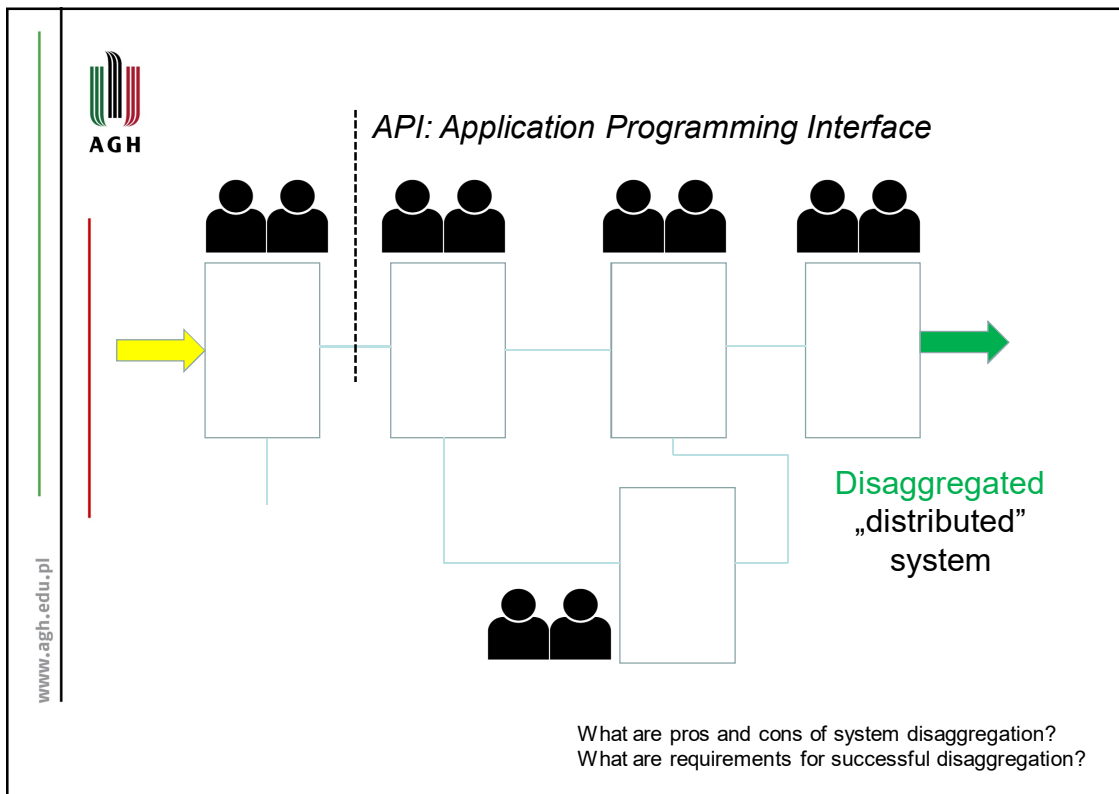 AGH
API: Application Programming Interface
Disaggregated
„distributed”
system
www.agh.edu.pl
What are pros and cons of system disaggregation?
What are requirements for successful disaggregation?